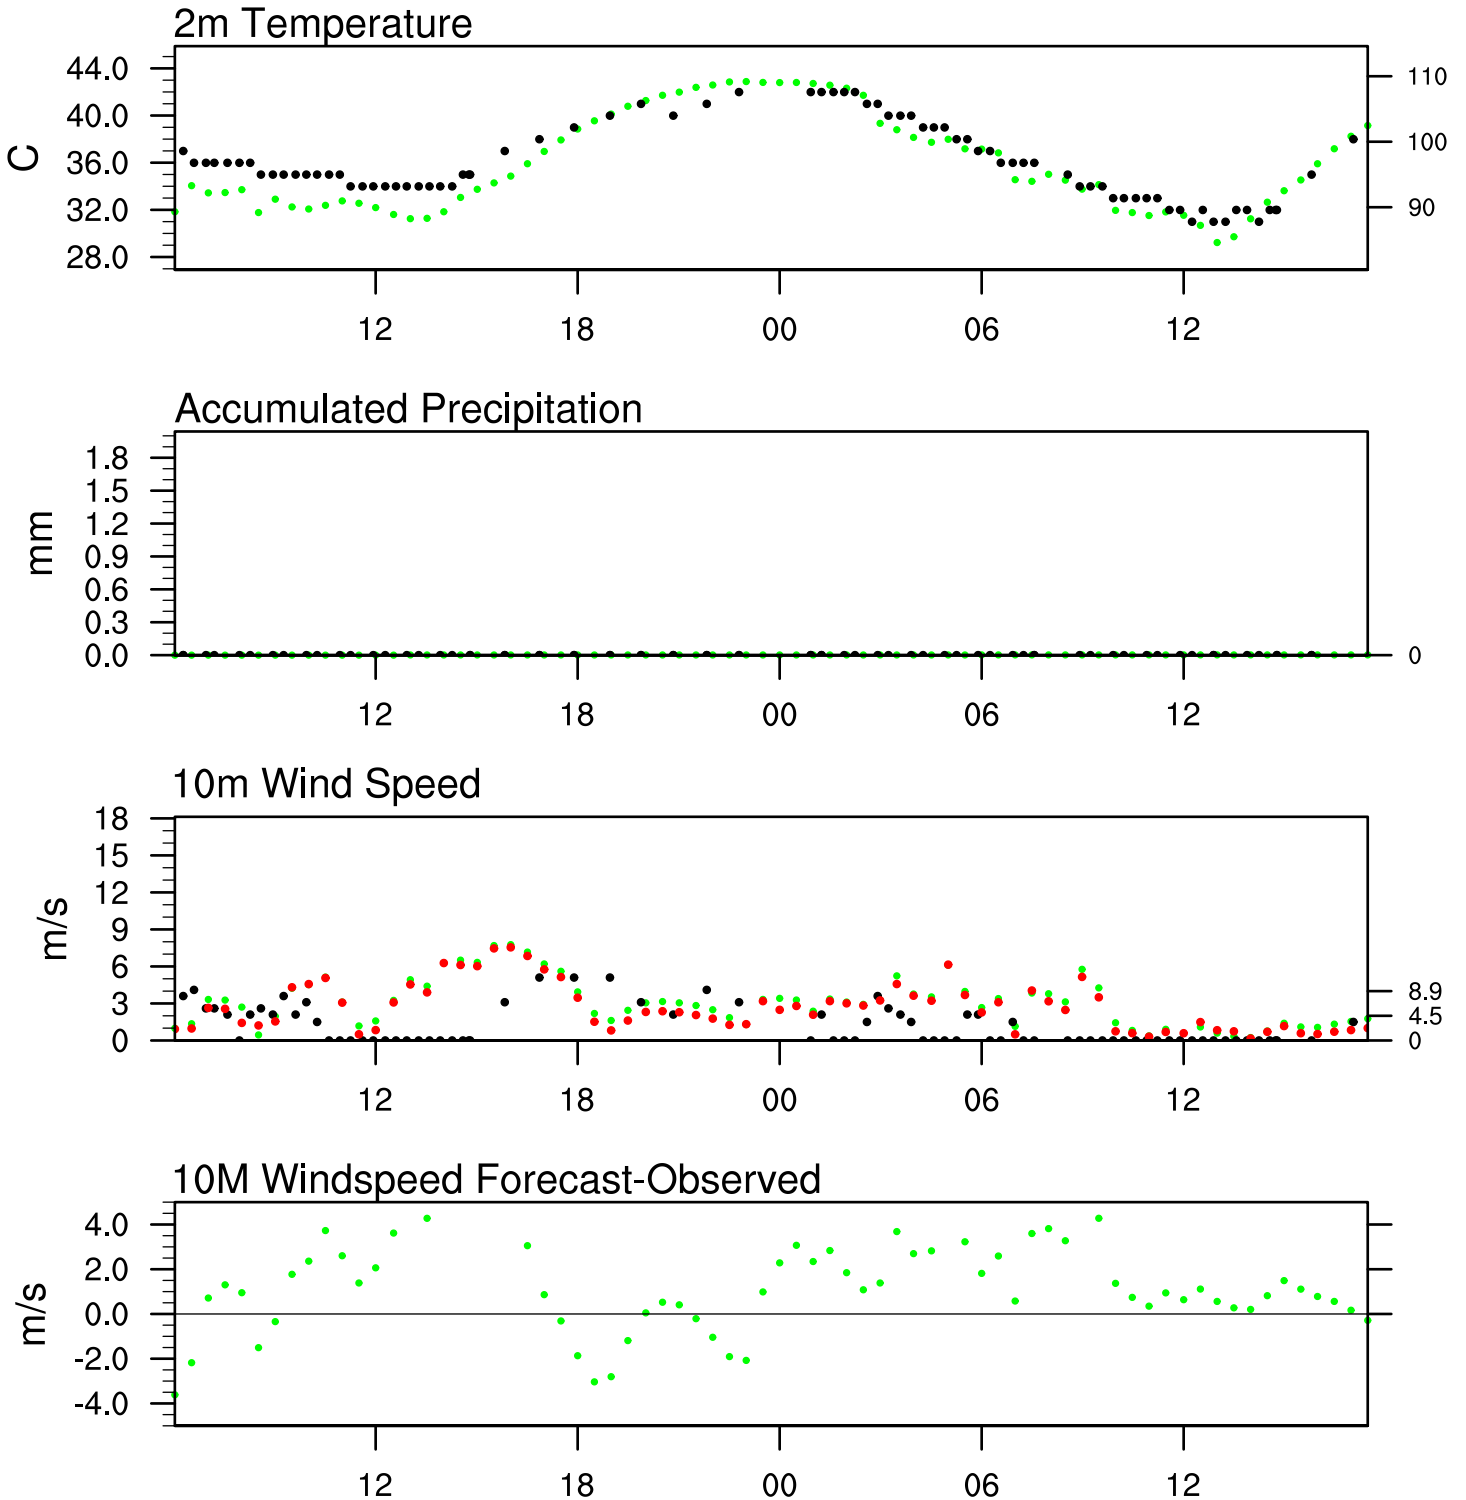 2m Temperature
44.0
40.0
36.0
32.0
28.0
C
110
100
90
12 18 00 06 12
Accumulated Precipitation
1.8
1.5
1.2
0.9
0.6
0.3
0.0
mm
0
12 18 00 06 12
10m Wind Speed
18
15
12
9
6
3
0
m/s
8.9
4.5
0
12 18 00 06 12
10M Windspeed Forecast-Observed
4.0
2.0
0.0
-2.0
-4.0
m/s
12 18 00 06 12